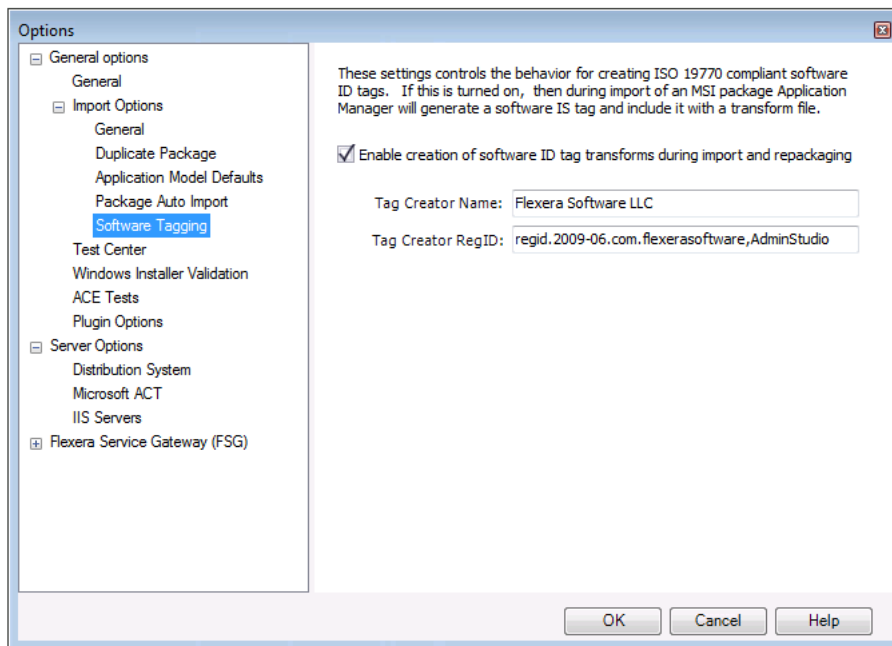 Options
General options
General
Import Options
General
Duplicate Package
Application Model Defaults
Package Auto Import
Software Tagging
Test Center
Windows Installer Validation
ACE Tests
Plugin Options
Server Options
Distribution System
Microsoft ACT
IIS Servers
Flexera Service Gateway (FSG)
These settings controls the behavior for creating ISO 19770 compliant software
ID tags. If this is turned on, then during import of an MSI package Application
Manager will generate a software IS tag and include it with a transform file.
Enable creation of software ID tag transforms during import and repackaging
Tag Creator Name: Flexera Software LLC
Tag Creator RegID: regid.2009-06.com.flexerasoftware,AdminStudio
OK Cancel Help